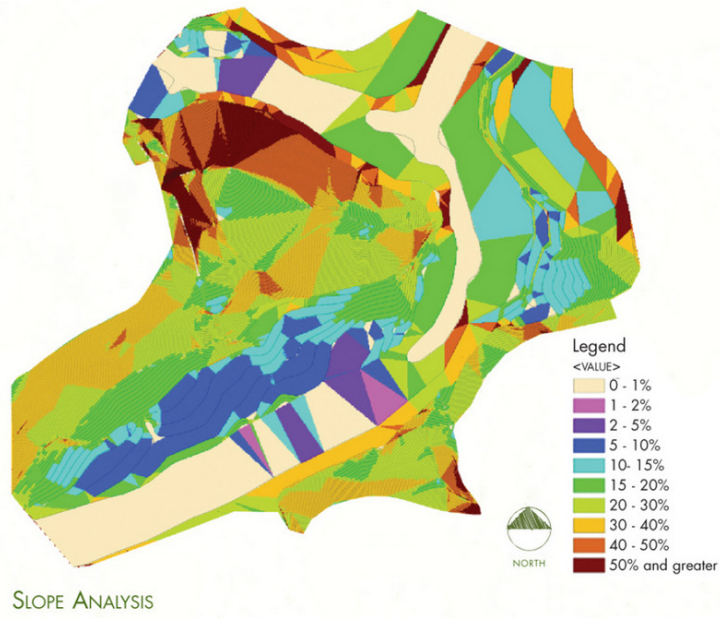 Legend
<VALUE>
0 - 1%
1 - 2%
2 - 5%
5 - 10%
10- 15%
15 - 20%
20 - 30%
30 - 40%
40 - 50%
50% and greater
NORTH
SLOPE ANALYSIS